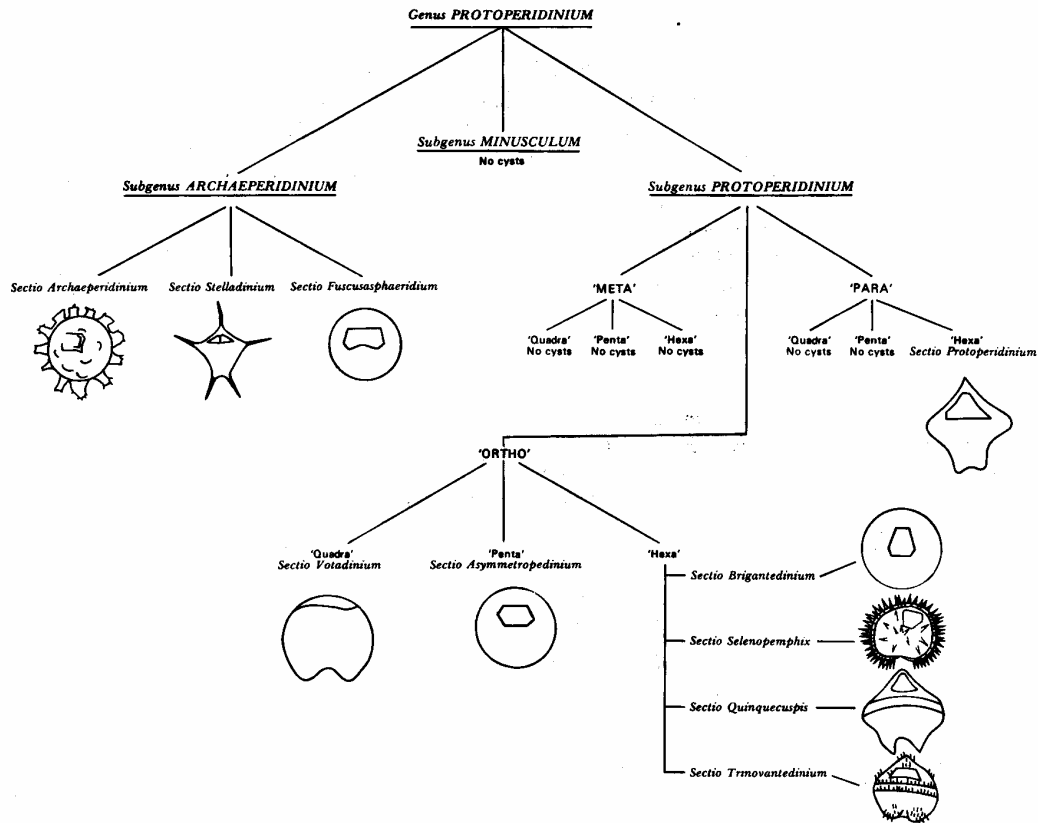 Genus PROTOPERIDINIUM
Subgenus MINUSCULUM
No cysts
Subgenus ARCHAEPERIDINIUM
Subgenus PROTOPERIDINIUM
Sectio Archaeperidinium
Sectio Stelladinium
Sectio Fuscusasphaeridium
'META'
'PARA'
'Quadra'
No cysts
'Penta'
No cysts
'Hexa'
No cysts
'Quadra'
No cysts
'Penta'
No cysts
'Hexa'
Sectio Protoperidinium
'ORTHO'
'Quadra'
Sectio Votadinium
'Penta'
Sectio Asymmetropedinium
'Hexa'
Sectio Brigantedinium
Sectio Selenopemphix
Sectio Quinquecuspis
Sectio Trinovantedinium